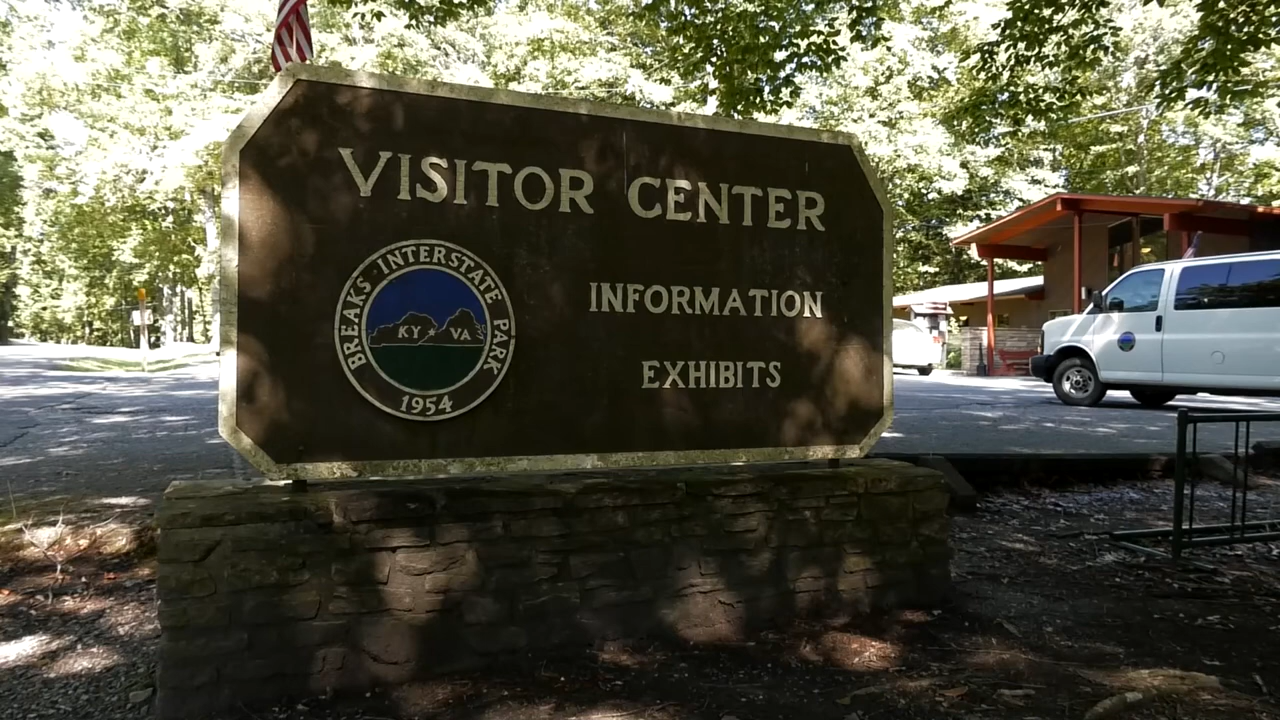 VISITOR CENTER
BREAKS INTERSTATE PARK
KY VA
1954
INFORMATION
EXHIBITS